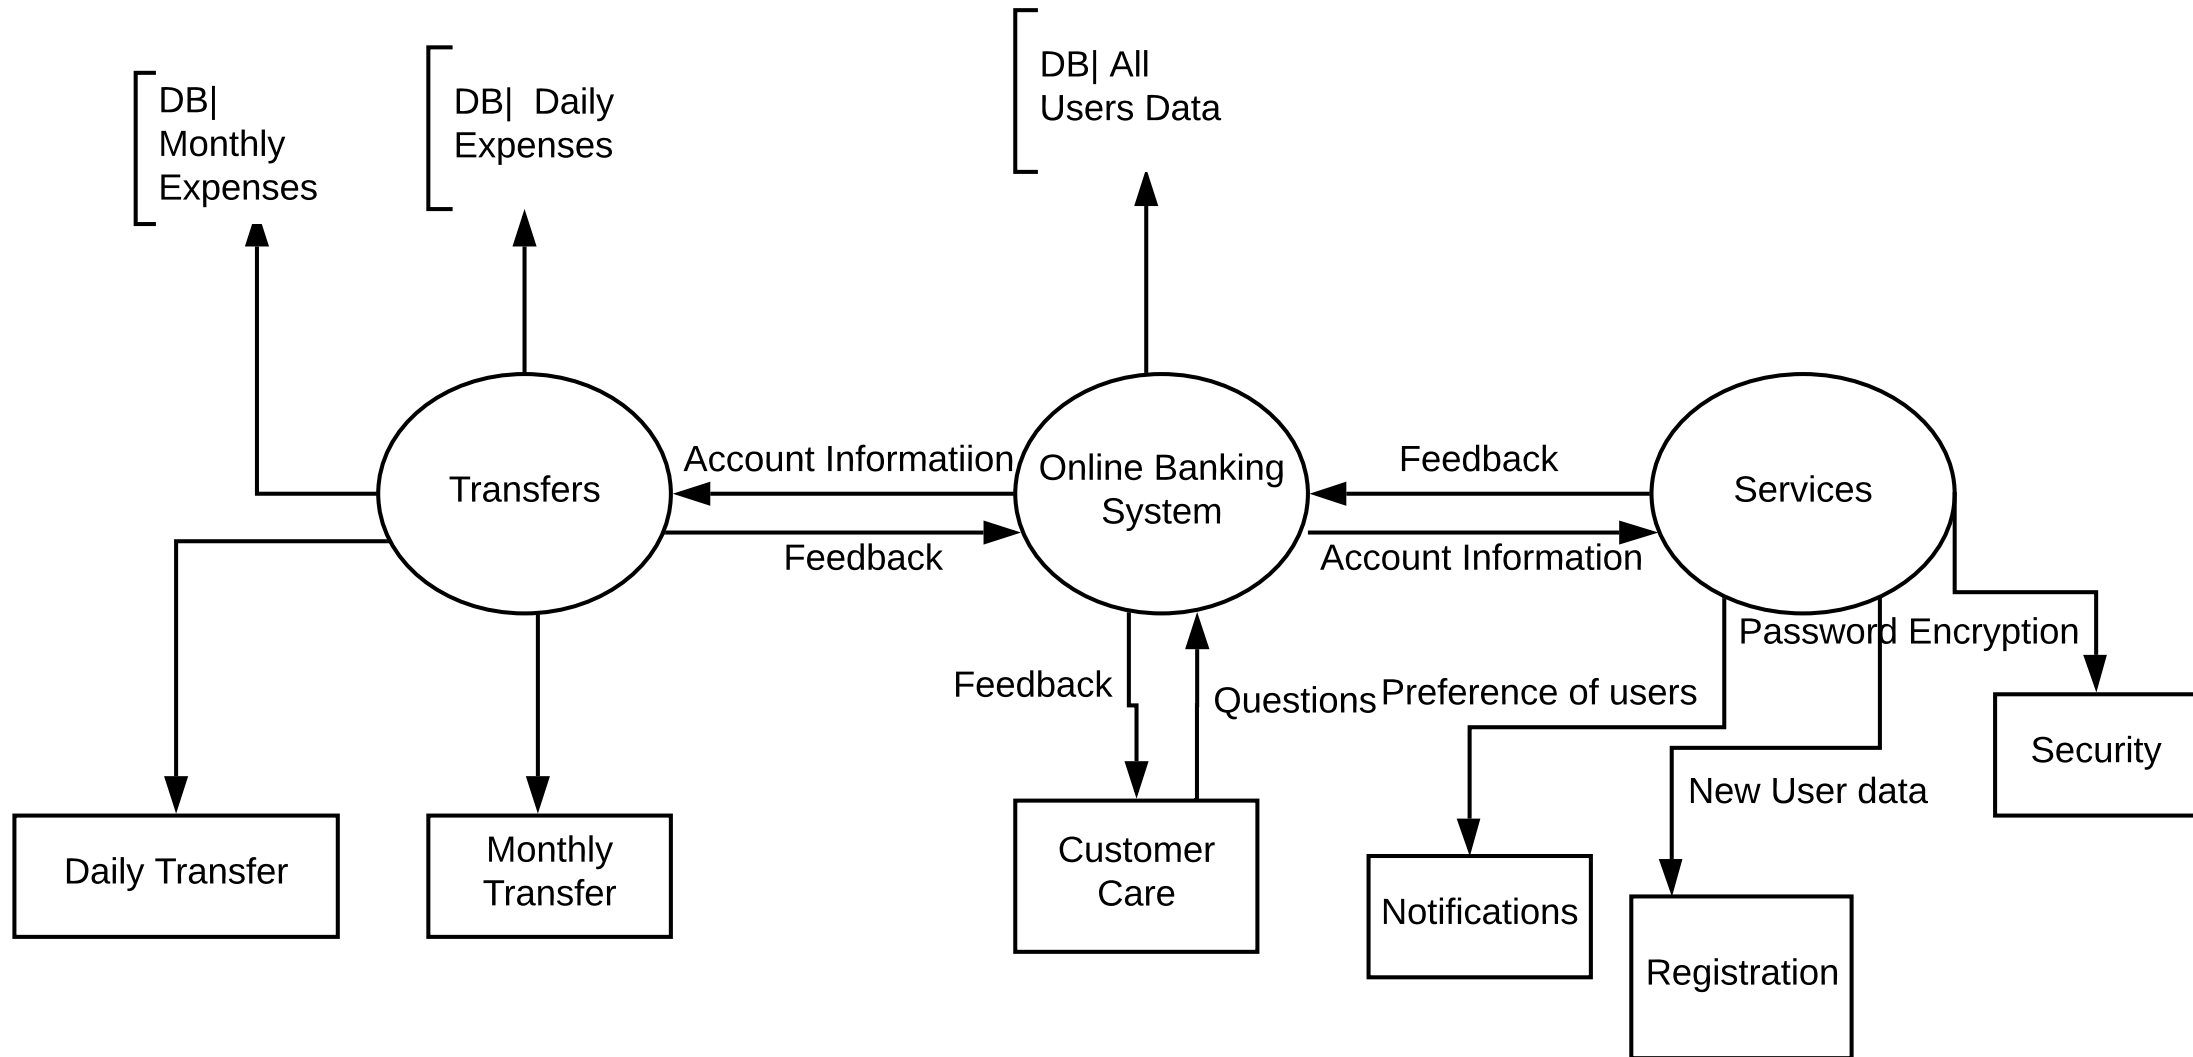 DB|
Monthly
Expenses
DB|  Daily
Expenses
DB| All
Users Data
Transfers
Account Informatiion
Feedback
Online Banking
System
Feedback
Account Information
Services
Feedback
Questions
Preference of users
Password Encryption
New User data
Security
Daily Transfer
Monthly
Transfer
Customer
Care
Notifications
Registration